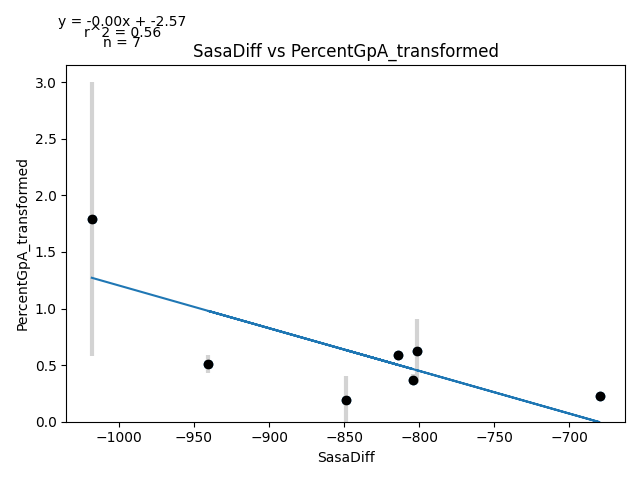 y = -0.00x + -2.57
r^2 = 0.56
n = 7
SasaDiff vs PercentGpA_transformed
3.0
2.5
2.0
1.5
1.0
0.5
0.0
PercentGpA_transformed
−1000 −950 −900 −850 −800 −750 −700
SasaDiff